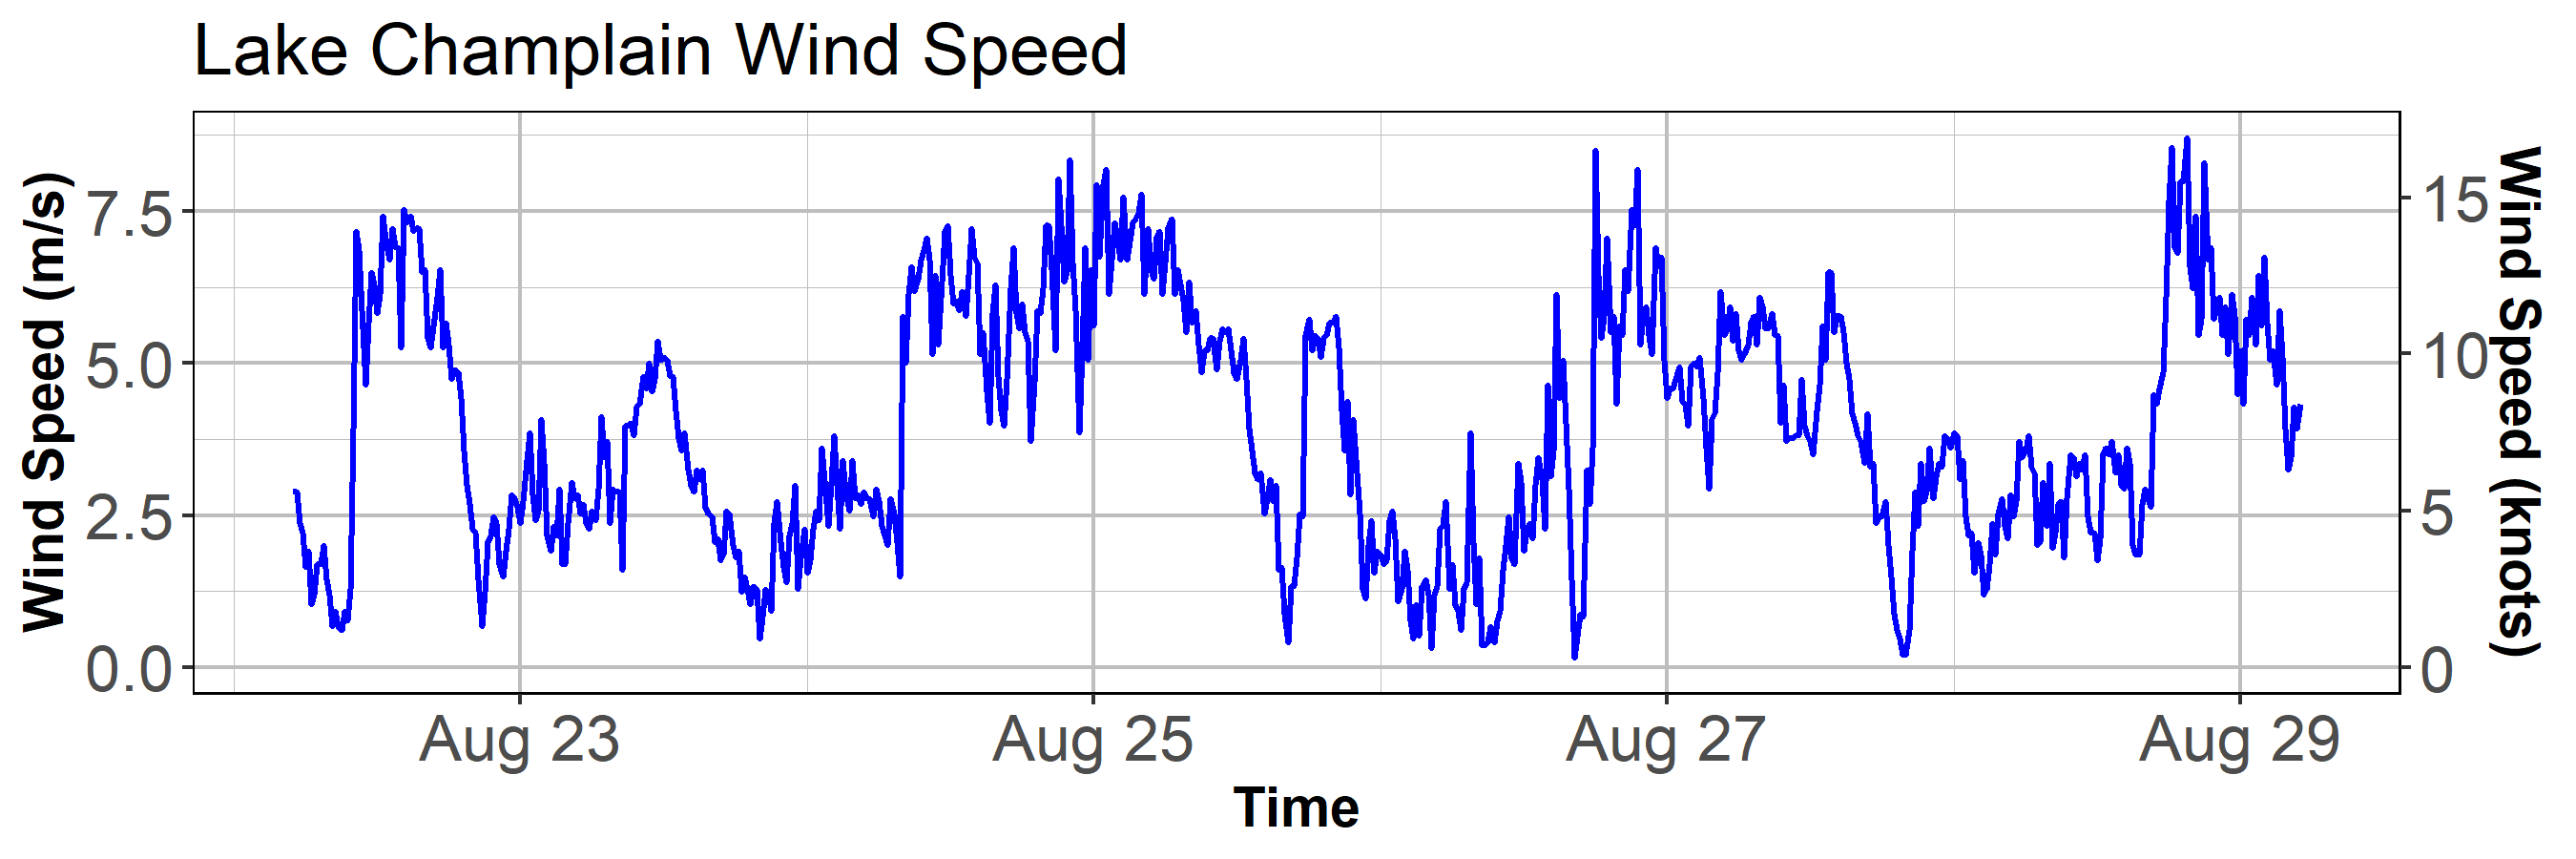 Lake Champlain Wind Speed
Wind Speed (m/s)
7.5
5.0
2.5
0.0
15
10
5
0
Wind Speed (knots)
Aug 23
Aug 25
Aug 27
Aug 29
Time